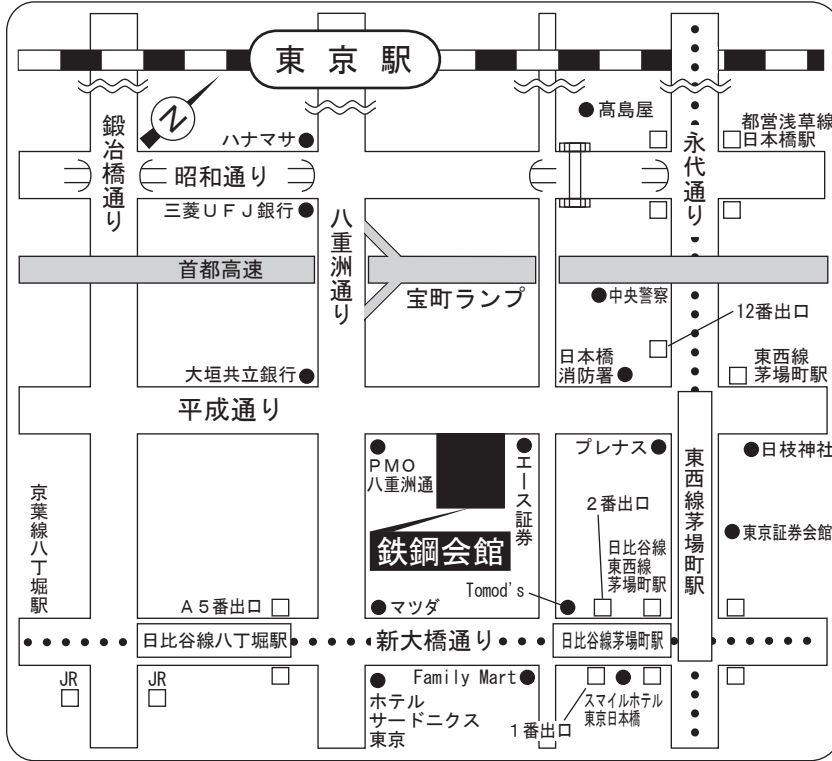 東京駅
N
鍛冶橋通り
ハナマサ
昭和通り
三菱UFJ銀行
八重洲通り
髙島屋
永代通り
都営浅草線
日本橋駅
首都高速
宝町ランプ
中央警察
12番出口
大垣共立銀行
日本橋
消防署
東西線
茅場町駅
平成通り
京葉線八丁堀駅
PMO
八重洲通
エース証券
鉄鋼会館
プレナス
2番出口
日比谷線
東西線
茅場町駅
東西線茅場町駅
日枝神社
東京証券会館
A5番出口
マツダ
Tomod's
日比谷線八丁堀駅
新大橋通り
日比谷線茅場町駅
JR
JR
Family Mart
ホテル
サードニクス
東京
1番出口
スマイルホテル
東京日本橋